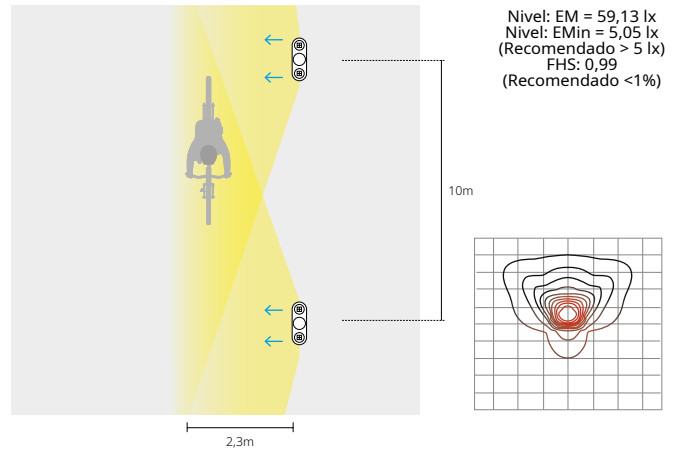 Nivel: EM = 59,13 lx
Nivel: EMin = 5,05 lx
(Recomendado > 5 lx)
FHS: 0,99
(Recomendado <1%)
10m
2,3m